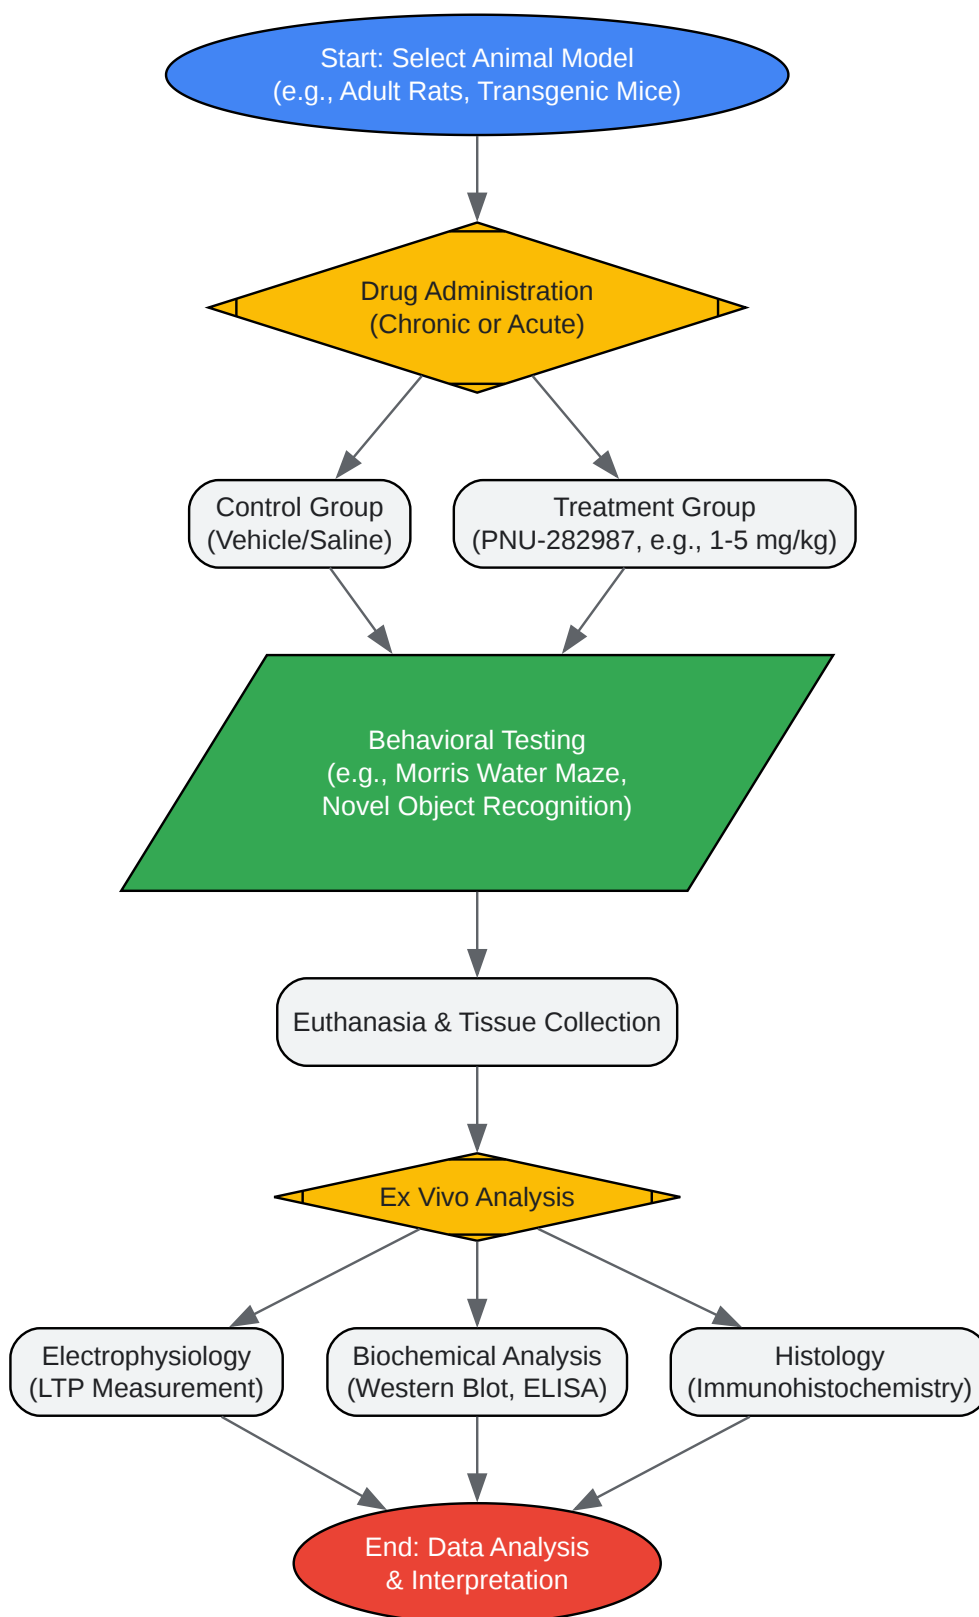 Start: Select Animal Model
(e.g., Adult Rats, Transgenic Mice)
Drug Administration
(Chronic or Acute)
Control Group
(Vehicle/Saline)
Treatment Group
(PNU-282987, e.g., 1-5 mg/kg)
Behavioral Testing
(e.g., Morris Water Maze,
Novel Object Recognition)
Euthanasia & Tissue Collection
Ex Vivo Analysis
Electrophysiology
(LTP Measurement)
Biochemical Analysis
(Western Blot, ELISA)
Histology
(Immunohistochemistry)
End: Data Analysis
& Interpretation